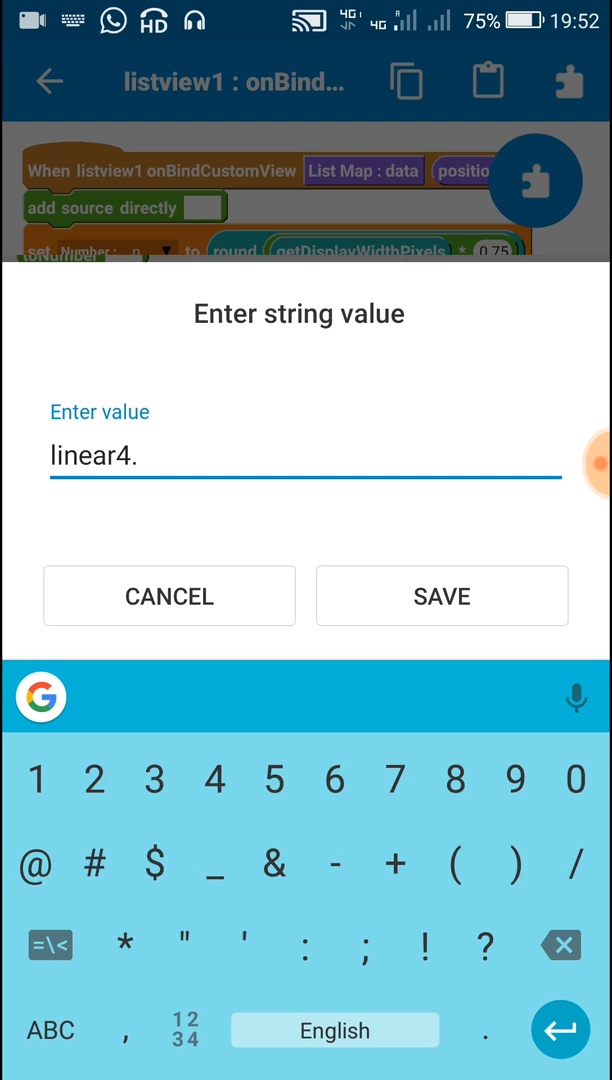 HD 4G 4G R 75% 19:52
listview1 : onBind...
When listview1 onBindCustomView List Map : data positio
add source directly
set Number : n to round getDisplayWidthPixels * 0.75
toNumber
Enter string value
Enter value
linear4.
CANCEL SAVE
G
1 2 3 4 5 6 7 8 9 0
@ # $ _ & - + ( ) /
=\< * " ' : ; ! ?
ABC , 12 34 English .